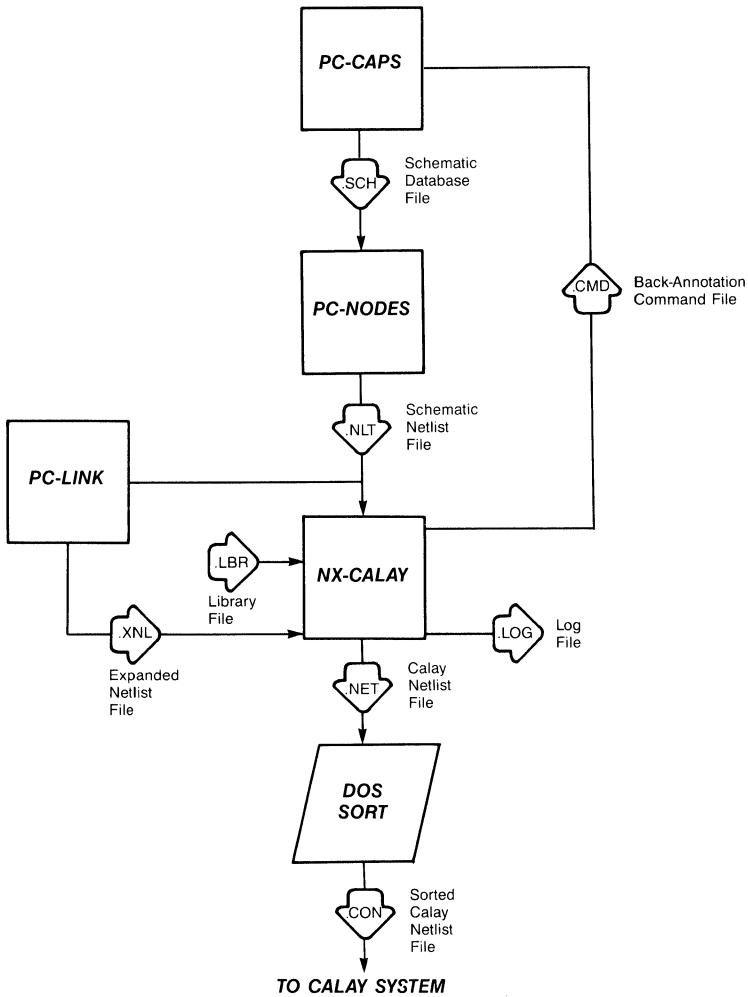 PC-CAPS
.SCH
Schematic
Database
File
PC-NODES
.CMD
Back-Annotation
Command File
.NLT
Schematic
Netlist
File
PC-LINK
.LBR
Library
File
NX-CALAY
.XNL
Expanded
Netlist
File
.LOG
Log
File
.NET
Calay
Netlist
File
DOS
SORT
.CON
Sorted
Calay
Netlist
File
TO CALAY SYSTEM